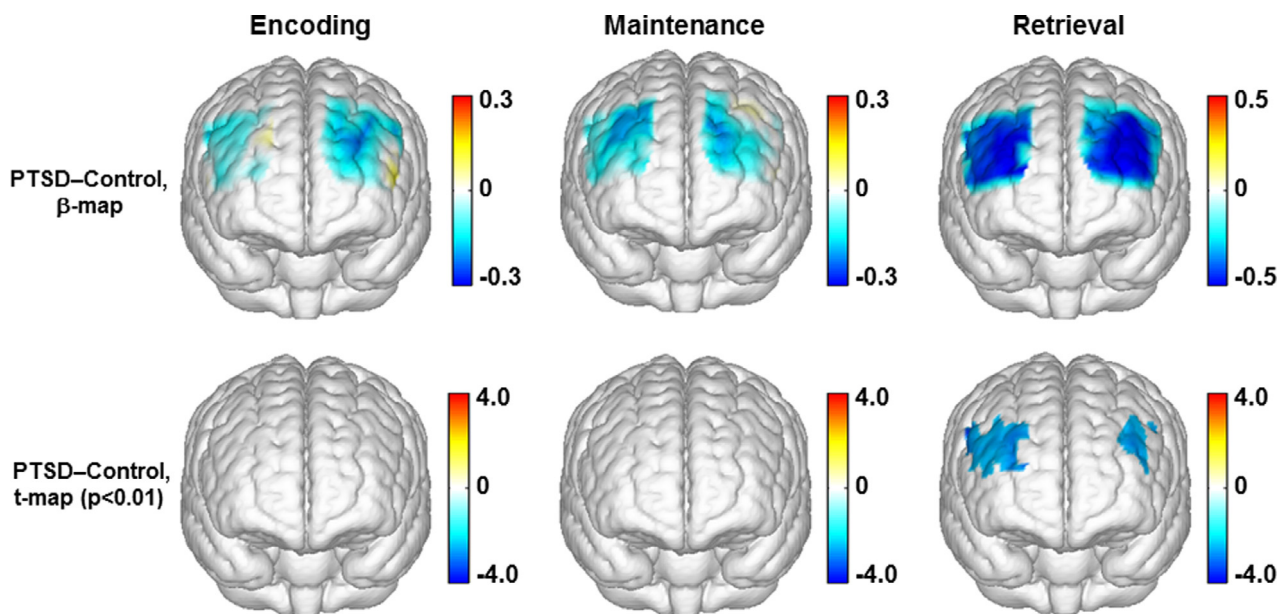 Encoding
Maintenance
Retrieval
PTSD–Control,
β-map
0.3
0
-0.3
0.3
0
-0.3
0.5
0
-0.5
PTSD–Control,
t-map (p<0.01)
4.0
0
-4.0
4.0
0
-4.0
4.0
0
-4.0